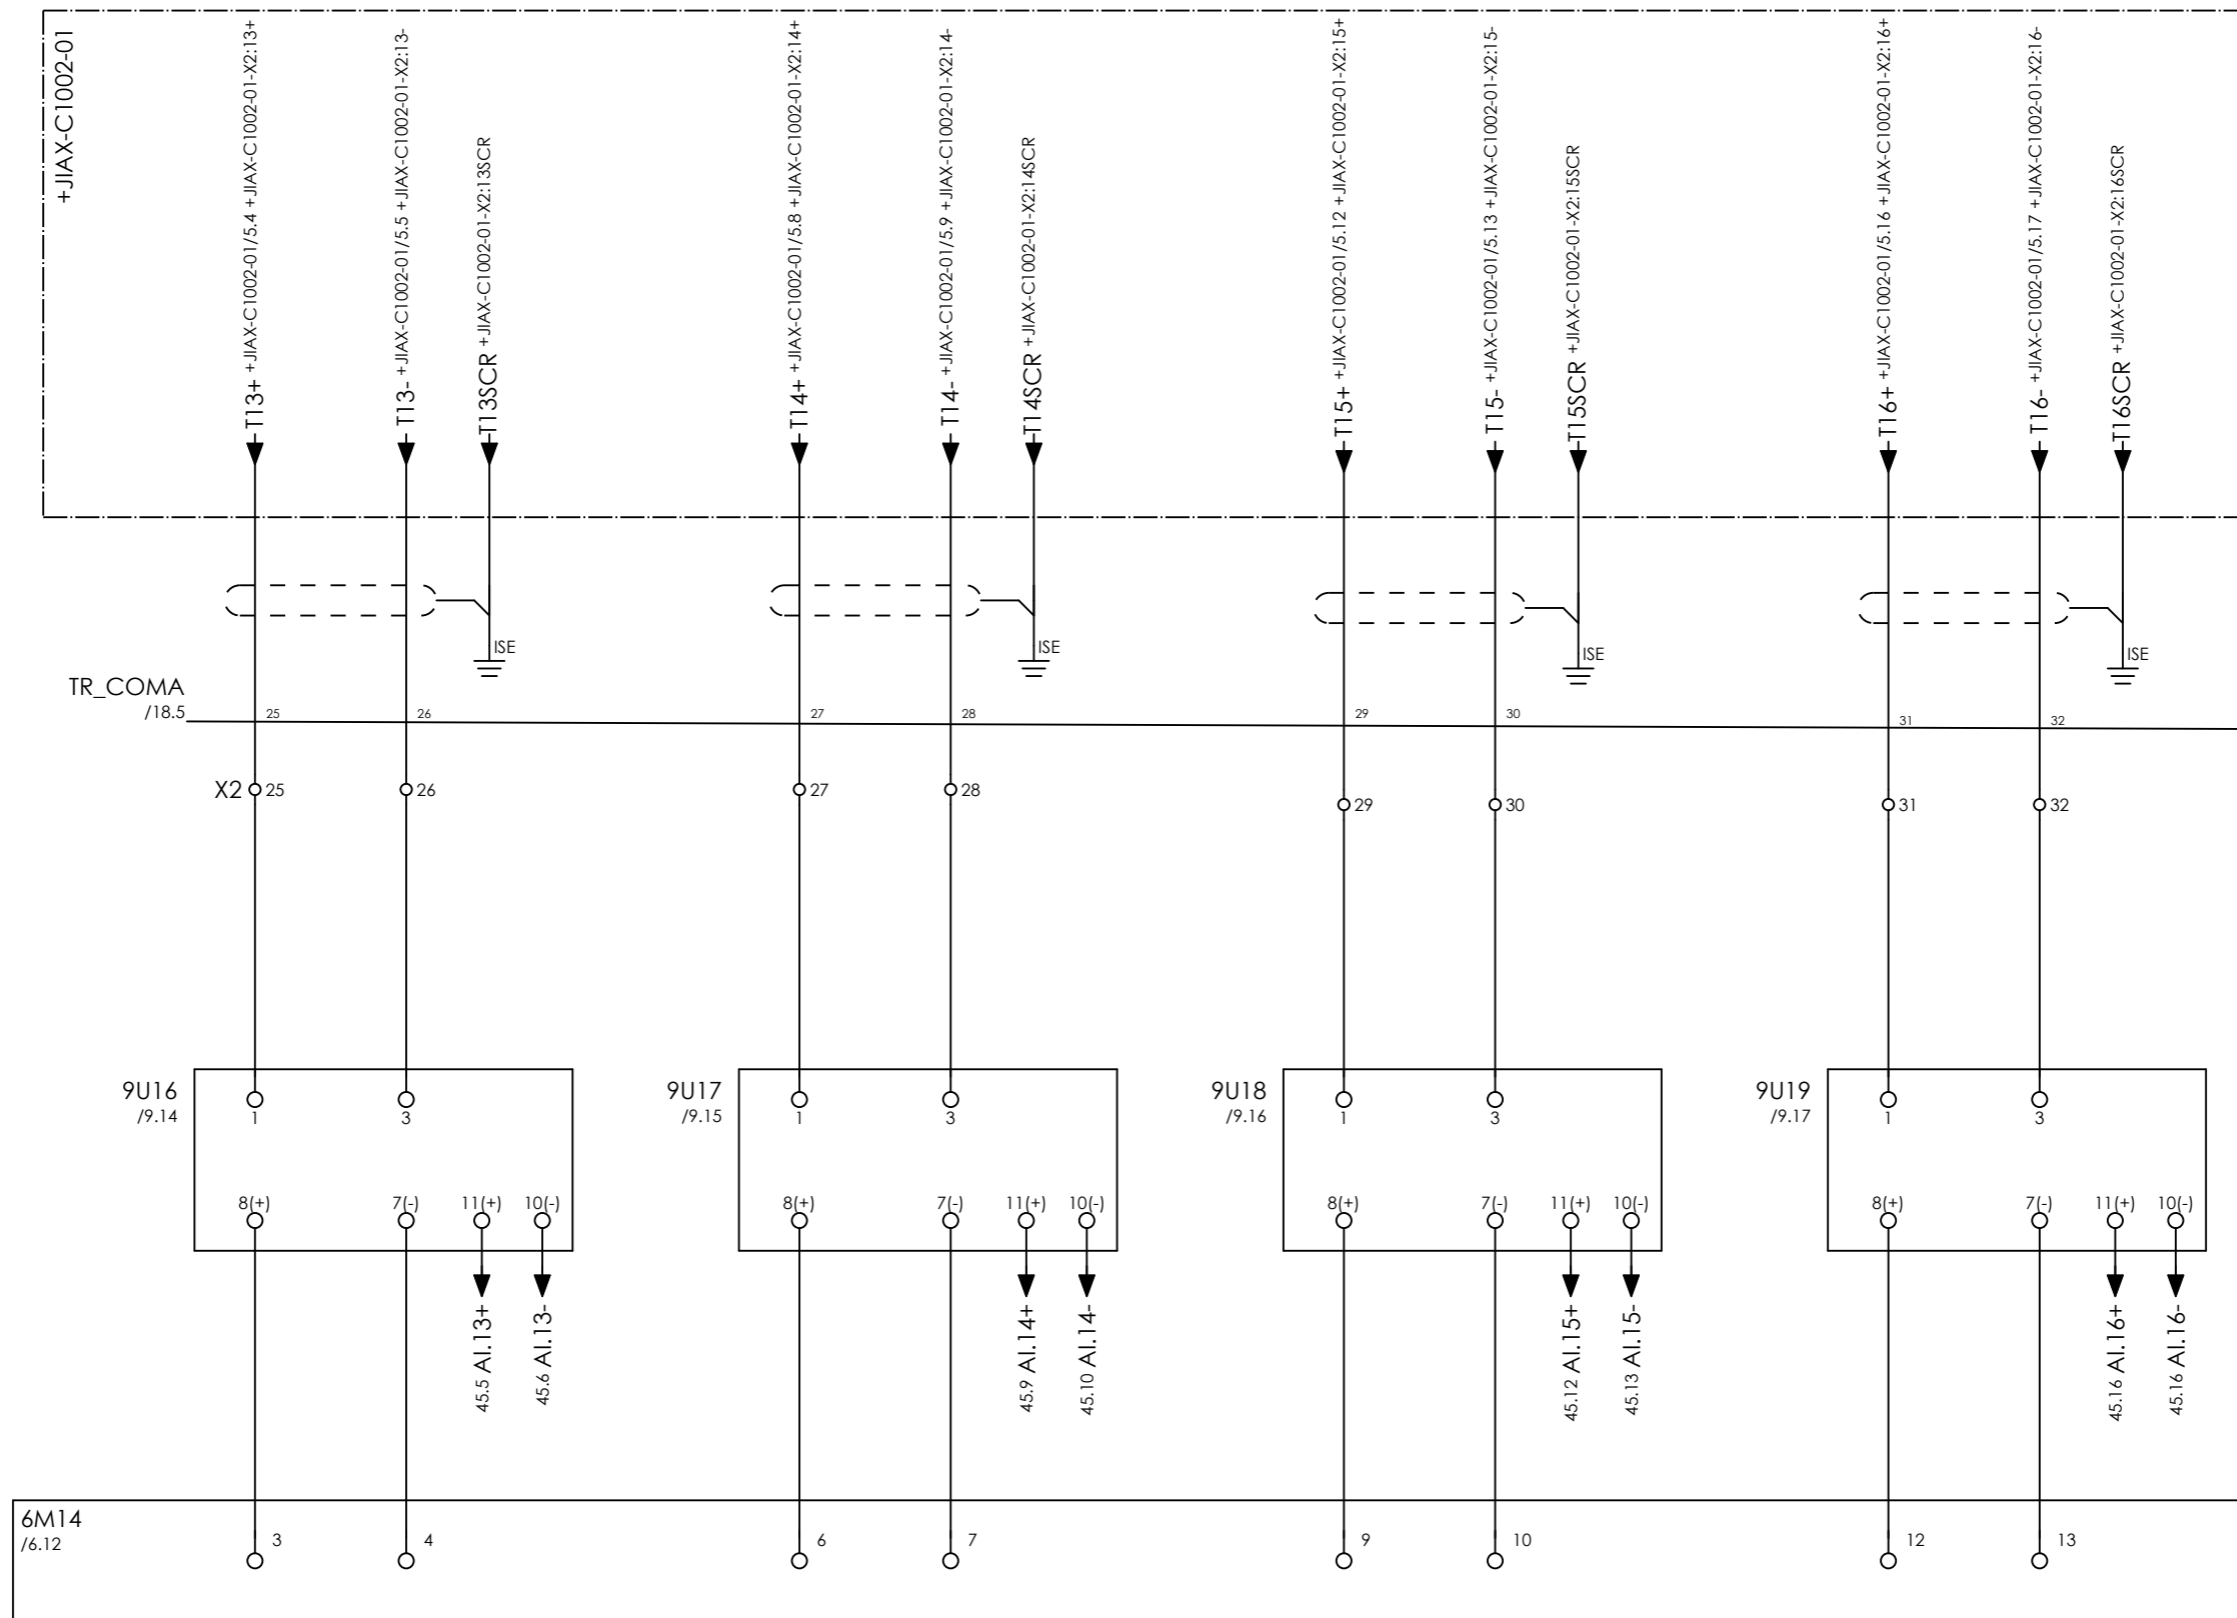 +JIAX-C1002-01
T13+ +JIAX-C1002-01/5.4 +JIAX-C1002-01-X2:13+
T13- +JIAX-C1002-01/5.5 +JIAX-C1002-01-X2:13-
T13SCR +JIAX-C1002-01-X2:13SCR
T14+ +JIAX-C1002-01/5.8 +JIAX-C1002-01-X2:14+
T14- +JIAX-C1002-01/5.9 +JIAX-C1002-01-X2:14-
T14SCR +JIAX-C1002-01-X2:14SCR
T15+ +JIAX-C1002-01/5.12 +JIAX-C1002-01-X2:15+
T15- +JIAX-C1002-01/5.13 +JIAX-C1002-01-X2:15-
T15SCR +JIAX-C1002-01-X2:15SCR
T16+ +JIAX-C1002-01/5.16 +JIAX-C1002-01-X2:16+
T16- +JIAX-C1002-01/5.17 +JIAX-C1002-01-X2:16-
T16SCR +JIAX-C1002-01-X2:16SCR
ISE ISE ISE ISE
TR_COMA
/18.5 25 26 27 28 29 30 31 32
X2 25 26 27 28 29 30 31 32
9U16
/9.14
1 3
8(+) 7(-) 11(+) 10(-)
45.5 AI.13+
45.6 AI.13-
9U17
/9.15
1 3
8(+) 7(-) 11(+) 10(-)
45.9 AI.14+
45.10 AI.14-
9U18
/9.16
1 3
8(+) 7(-) 11(+) 10(-)
45.12 AI.15+
45.13 AI.15-
9U19
/9.17
1 3
8(+) 7(-) 11(+) 10(-)
45.16 AI.16+
45.16 AI.16-
6M14
/6.12
3 4 6 7 9 10 12 13